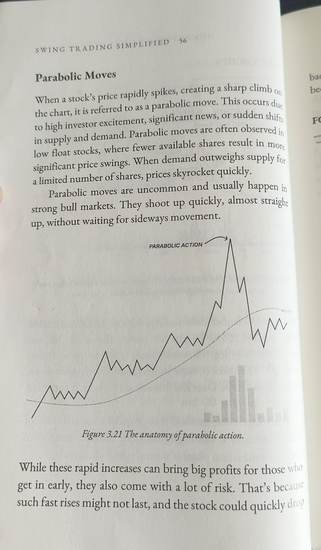 SWING TRADING SIMPLIFIED 56
Parabolic Moves
When a stock's price rapidly spikes, creating a sharp climb on
the chart, it is referred to as a parabolic move. This occurs due
to high investor excitement, significant news, or sudden shifts
in supply and demand. Parabolic moves are often observed in
low float stocks, where fewer available shares result in more
significant price swings. When demand outweighs supply for
a limited number of shares, prices skyrocket quickly.
Parabolic moves are uncommon and usually happen in
strong bull markets. They shoot up quickly, almost straight
up, without waiting for sideways movement.
PARABOLIC ACTION
Figure 3.21 The anatomy of parabolic action.
While these rapid increases can bring big profits for those who
get in early, they also come with a lot of risk. That's because
such fast rises might not last, and the stock could quickly drop